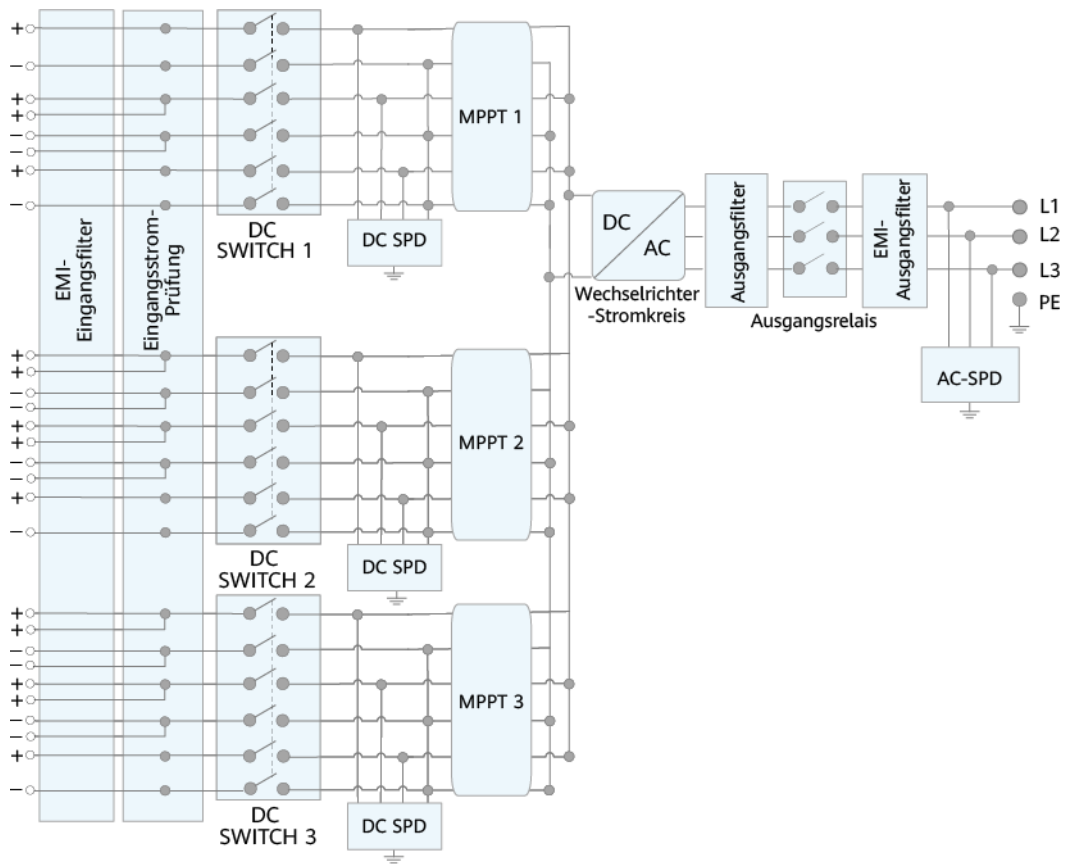 +
−
+
+
−
−
+
−
EMI-
Eingangsfilter
Eingangsstrom-
Prüfung
DC
SWITCH 1
DC SPD
MPPT 1
+
+
−
−
+
+
−
−
+
−
DC
SWITCH 2
DC SPD
MPPT 2
+
+
−
−
+
+
−
−
+
−
DC
SWITCH 3
DC SPD
MPPT 3
DC
AC
Wechselrichter
-Stromkreis
Ausgangsfilter
Ausgangsrelais
EMI-
Ausgangsfilter
L1
L2
L3
PE
AC-SPD